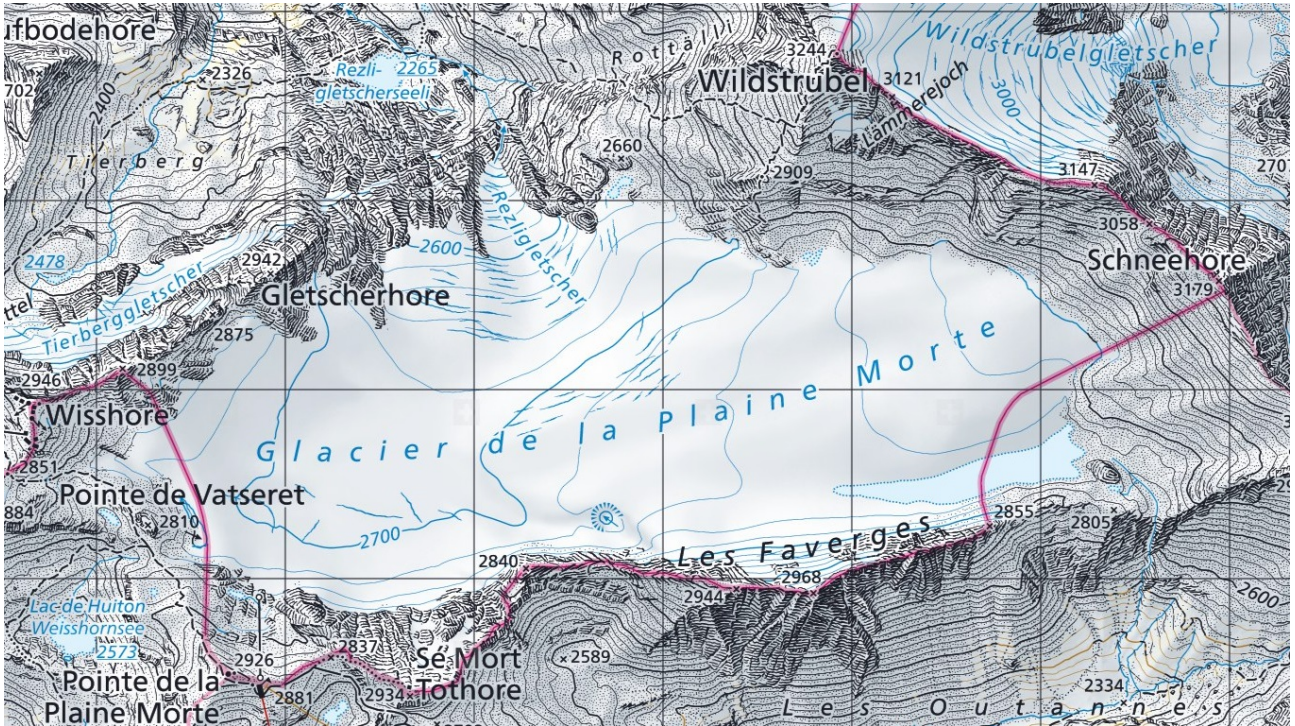 ufbodehore
2326
702
2400
Tierberg
Rezli-
gletscherseeli
2265
Rottäli
3244
Wildstrubel
3121
Lämmerejoch
Wildstrubelgletscher
3000
2660
2909
3147
2707
3058
Schneehore
3179
2478
ttel
Tierberggletscher
2942
Gletscherhore
2875
2600
Rezligletscher
2946
2899
Wisshore
2851
884
Pointe de Vatseret
2810
Glacier de la Plaine Morte
2700
2855
2805
Les Faverges
2840
2944
2968
2600
Lac de Huiton
Weisshornsee
2573
2926
2837
2881
Pointe de la
Plaine Morte
Sé Mort
Tothore
2934
2589
2334
Les Outannes